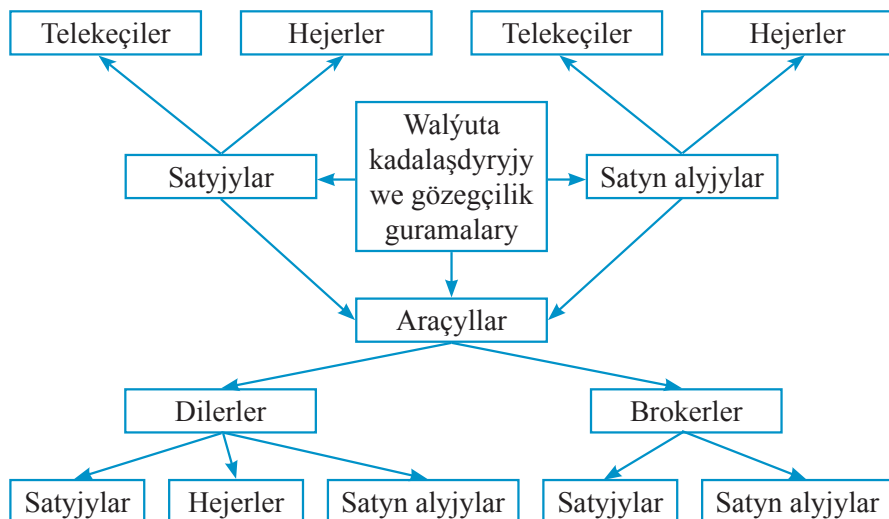 Telekeçiler
Hejerler
Telekeçiler
Hejerler
Satyjylar
Walýuta
kadalaşdyryjy
we gözegçilik
guramalary
Satyn alyjylar
Araçyllar
Dilerler
Brokerler
Satyjylar
Hejerler
Satyn alyjylar
Satyjylar
Satyn alyjylar